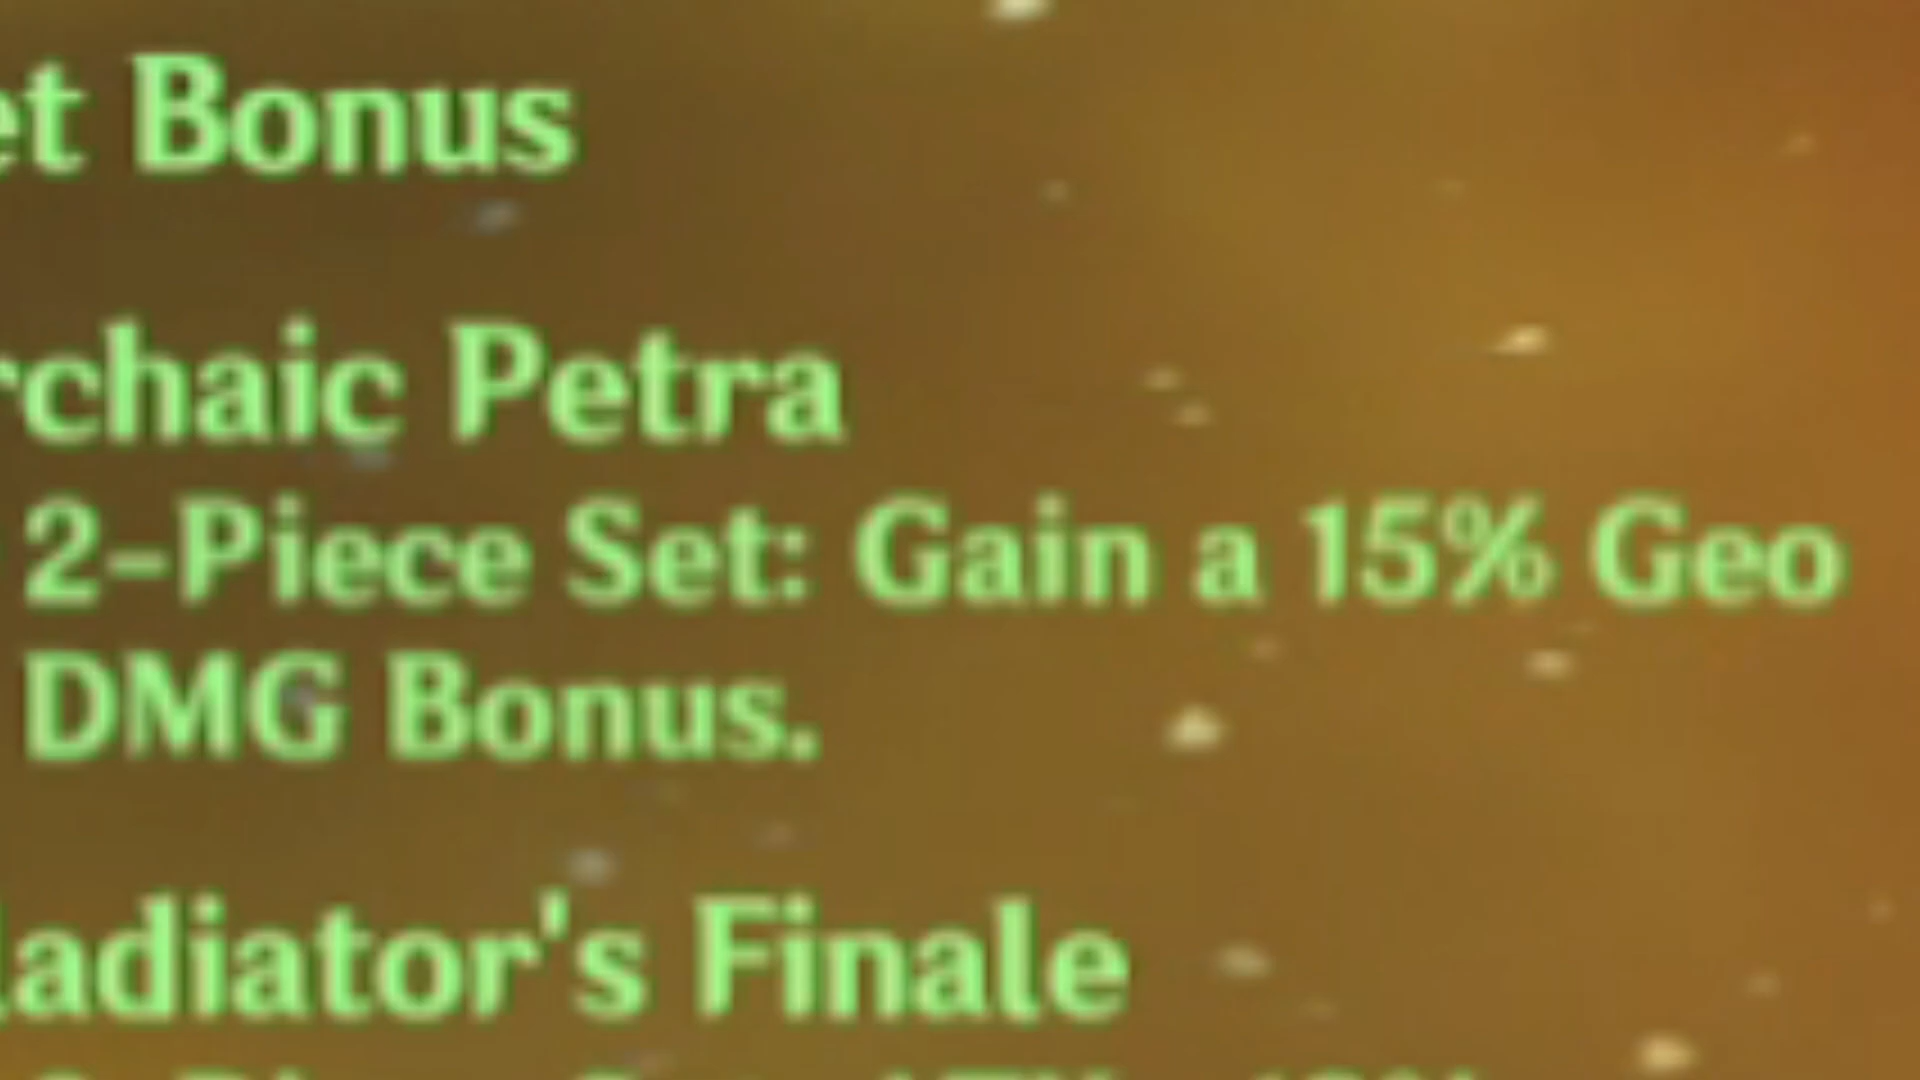 et Bonus
rchaic Petra
2-Piece Set: Gain a 15% Geo
DMG Bonus.
ladiator's Finale